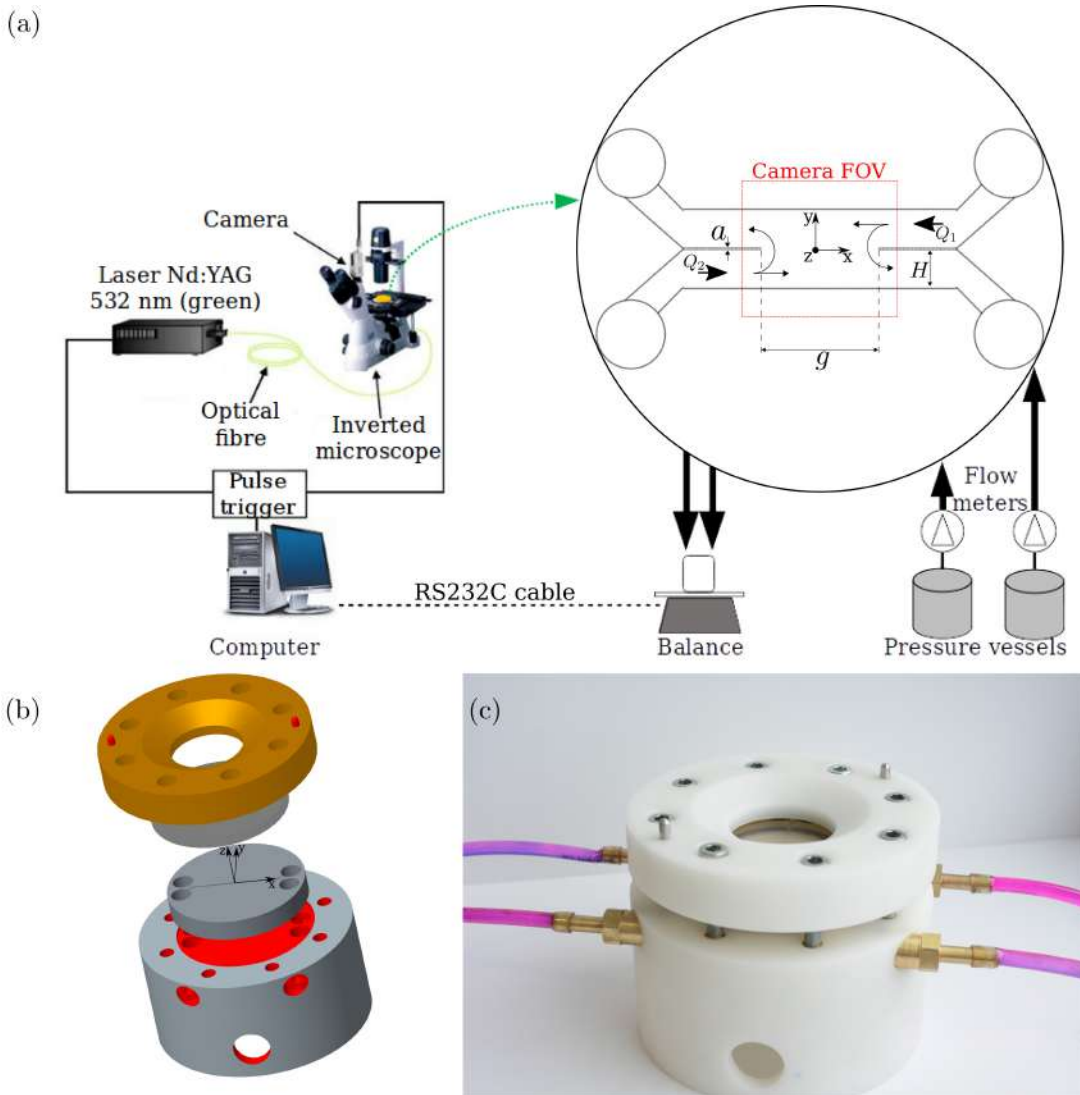 (a)
Camera
Laser Nd:YAG
532 nm (green)
Optical
fibre
Inverted
microscope
Pulse
trigger
Computer
RS232C cable
Camera FOV
y
z
x
a
Q1
Q2
H
g
Flow
meters
Balance
Pressure vessels
(b)
z
y
x
(c)